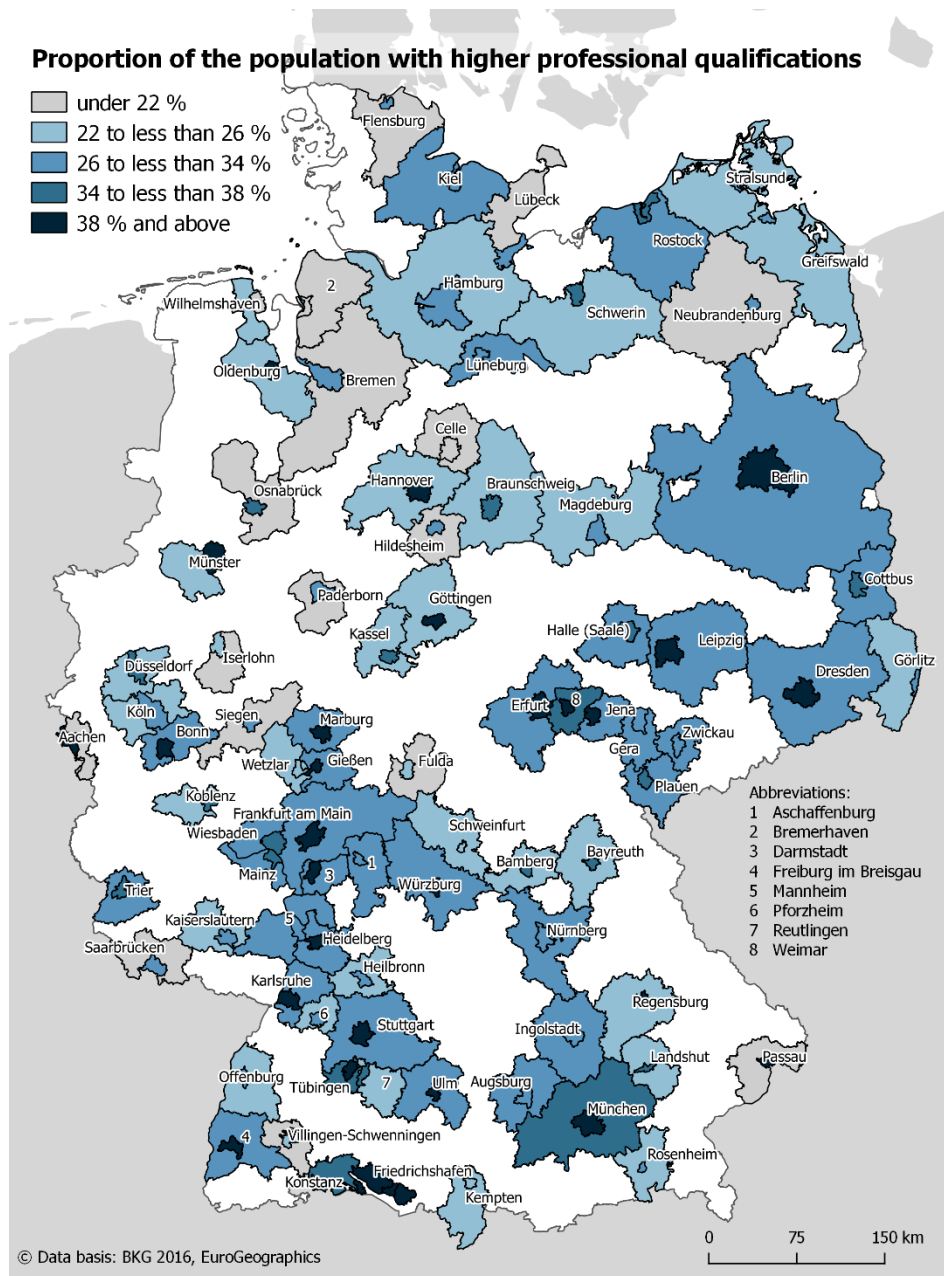 Proportion of the population with higher professional qualifications
under 22 %
22 to less than 26 %
26 to less than 34 %
34 to less than 38 %
38 % and above
Flensburg
Kiel
Lübeck
Stralsund
Rostock
Greifswald
2
Hamburg
Wilhelmshaven
Schwerin
Neubrandenburg
Oldenburg
Bremen
Lüneburg
Celle
Hannover
Braunschweig
Berlin
Osnabrück
Magdeburg
Hildesheim
Münster
Cottbus
Paderborn
Göttingen
Kassel
Halle (Saale)
Leipzig
Iserlohn
Düsseldorf
Dresden
Görlitz
Köln
Siegen
Marburg
Erfurt
8
Jena
Bonn
Aachen
Zwickau
Gera
Wetzlar
Gießen
Fulda
Plauen
Koblenz
Frankfurt am Main
Schweinfurt
Wiesbaden
Bamberg
Bayreuth
Mainz
3
1
Würzburg
Trier
Kaiserslautern
5
Heidelberg
Nürnberg
Saarbrücken
Heilbronn
Karlsruhe
6
Regensburg
Stuttgart
Ingolstadt
Landshut
Passau
Offenburg
Tübingen
7
Ulm
Augsburg
München
4
Villingen-Schwenningen
Rosenheim
Konstanz
Friedrichshafen
Kempten
Abbreviations:
1 Aschaffenburg
2 Bremerhaven
3 Darmstadt
4 Freiburg im Breisgau
5 Mannheim
6 Pforzheim
7 Reutlingen
8 Weimar
0 75 150 km
© Data basis: BKG 2016, EuroGeographics